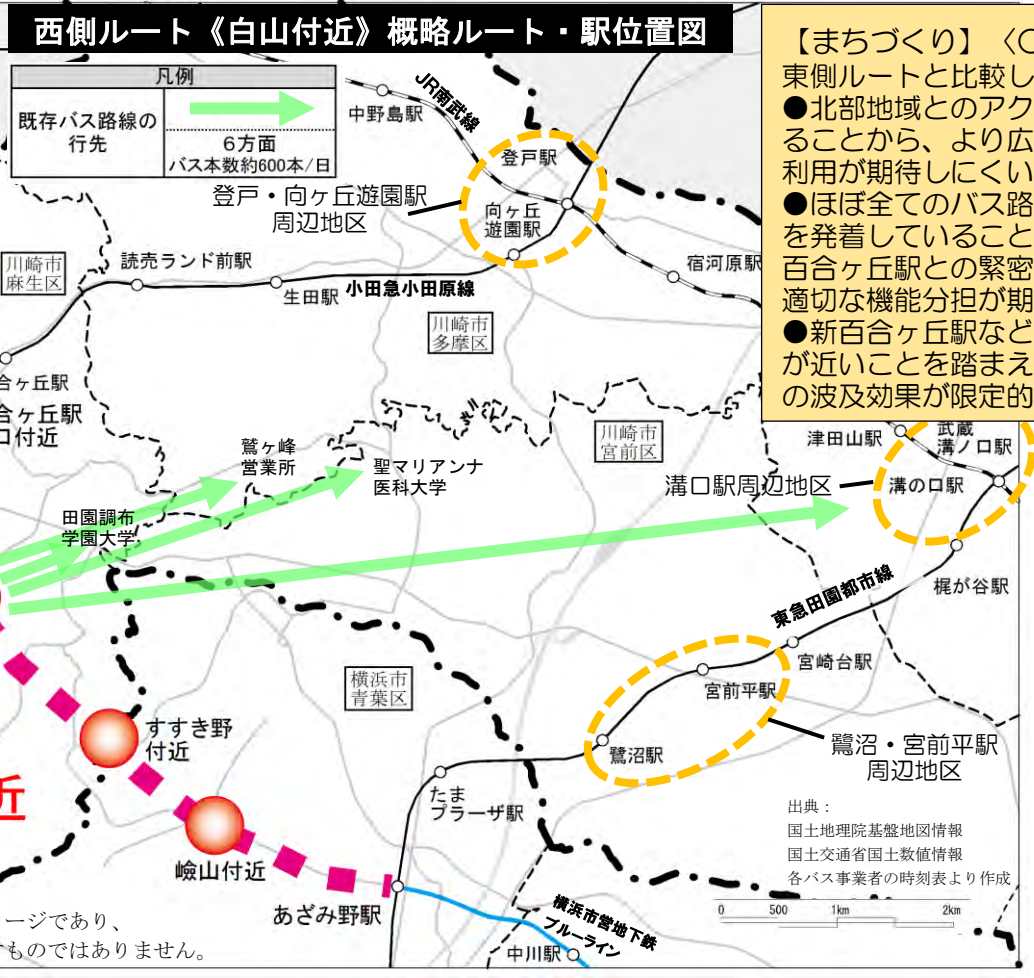 西側ルート《白山付近》概略ルート・駅位置図
凡例
既存バス路線の
行先
6方面
バス本数約600本/日
【まちづくり】〈
東側ルートと比較し
●北部地域とのアク
ることから、より広
利用が期待しにくい
●ほぼ全てのバス路
を発着していること
百合ヶ丘駅との緊密
適切な機能分担が期
●新百合ヶ丘駅など
が近いことを踏まえ
の波及効果が限定的
中野島駅
JR南武線
登戸駅
登戸・向ヶ丘遊園駅
周辺地区
向ヶ丘
遊園駅
川崎市
麻生区
読売ランド前駅
生田駅
小田急小田原線
宿河原駅
川崎市
多摩区
合ヶ丘駅
合ヶ丘駅
口付近
鷲ヶ峰
営業所
聖マリアンナ
医科大学
川崎市
宮前区
津田山駅
武蔵
溝ノ口駅
溝口駅周辺地区
溝の口駅
田園調布
学園大学
梶が谷駅
東急田園都市線
宮崎台駅
横浜市
青葉区
宮前平駅
すすき野
付近
鷺沼駅
鷺沼・宮前平駅
周辺地区
近
たま
プラーザ駅
嶮山付近
あざみ野駅
横浜市営地下鉄
ブルーライン
中川駅
出典：
国土地理院基盤地図情報
国土交通省国土数値情報
各バス事業者の時刻表より作成
0 500 1km 2km
ージであり、
ものではありません。